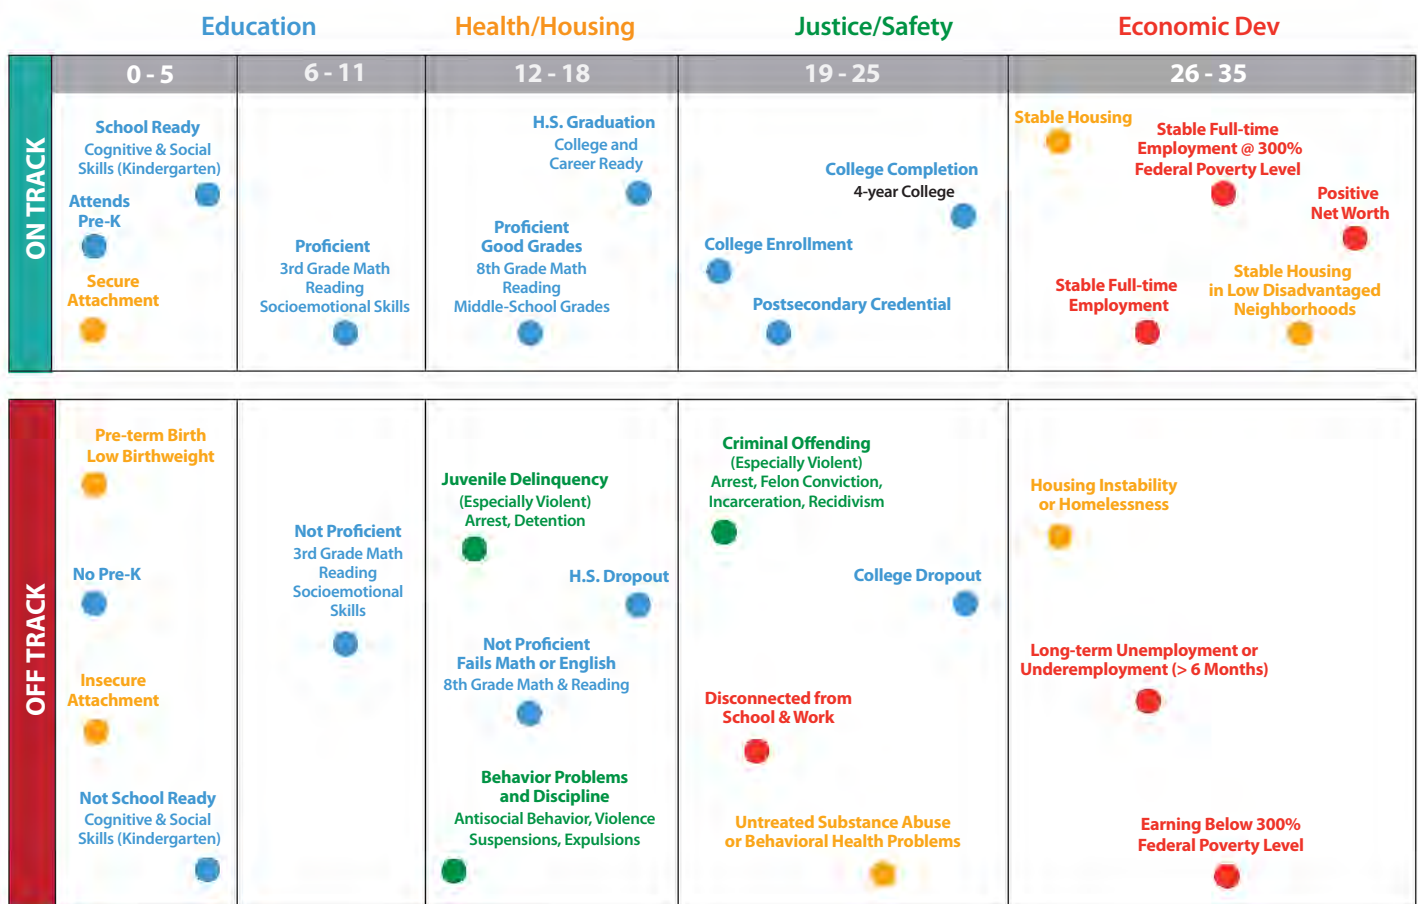 Education
Health/Housing
Justice/Safety
Economic Dev
0 - 5
6 - 11
12 - 18
19 - 25
26 - 35
ON TRACK
School Ready
Cognitive & Social
Skills (Kindergarten)
Attends
Pre-K
Secure
Attachment
Proficient
3rd Grade Math
Reading
Socioemotional Skills
H.S. Graduation
College and
Career Ready
Proficient
Good Grades
8th Grade Math
Reading
Middle-School Grades
College Completion
4-year College
College Enrollment
Postsecondary Credential
Stable Housing
Stable Full-time
Employment @ 300%
Federal Poverty Level
Positive
Net Worth
Stable Full-time
Employment
Stable Housing
in Low Disadvantaged
Neighborhoods
OFF TRACK
Pre-term Birth
Low Birthweight
No Pre-K
Insecure
Attachment
Not School Ready
Cognitive & Social
Skills (Kindergarten)
Not Proficient
3rd Grade Math
Reading
Socioemotional
Skills
Juvenile Delinquency
(Especially Violent)
Arrest, Detention
H.S. Dropout
Not Proficient
Fails Math or English
8th Grade Math & Reading
Behavior Problems
and Discipline
Antisocial Behavior, Violence
Suspensions, Expulsions
Criminal Offending
(Especially Violent)
Arrest, Felon Conviction,
Incarceration, Recidivism
College Dropout
Disconnected from
School & Work
Untreated Substance Abuse
or Behavioral Health Problems
Housing Instability
or Homelessness
Long-term Unemployment or
Underemployment (> 6 Months)
Earning Below 300%
Federal Poverty Level